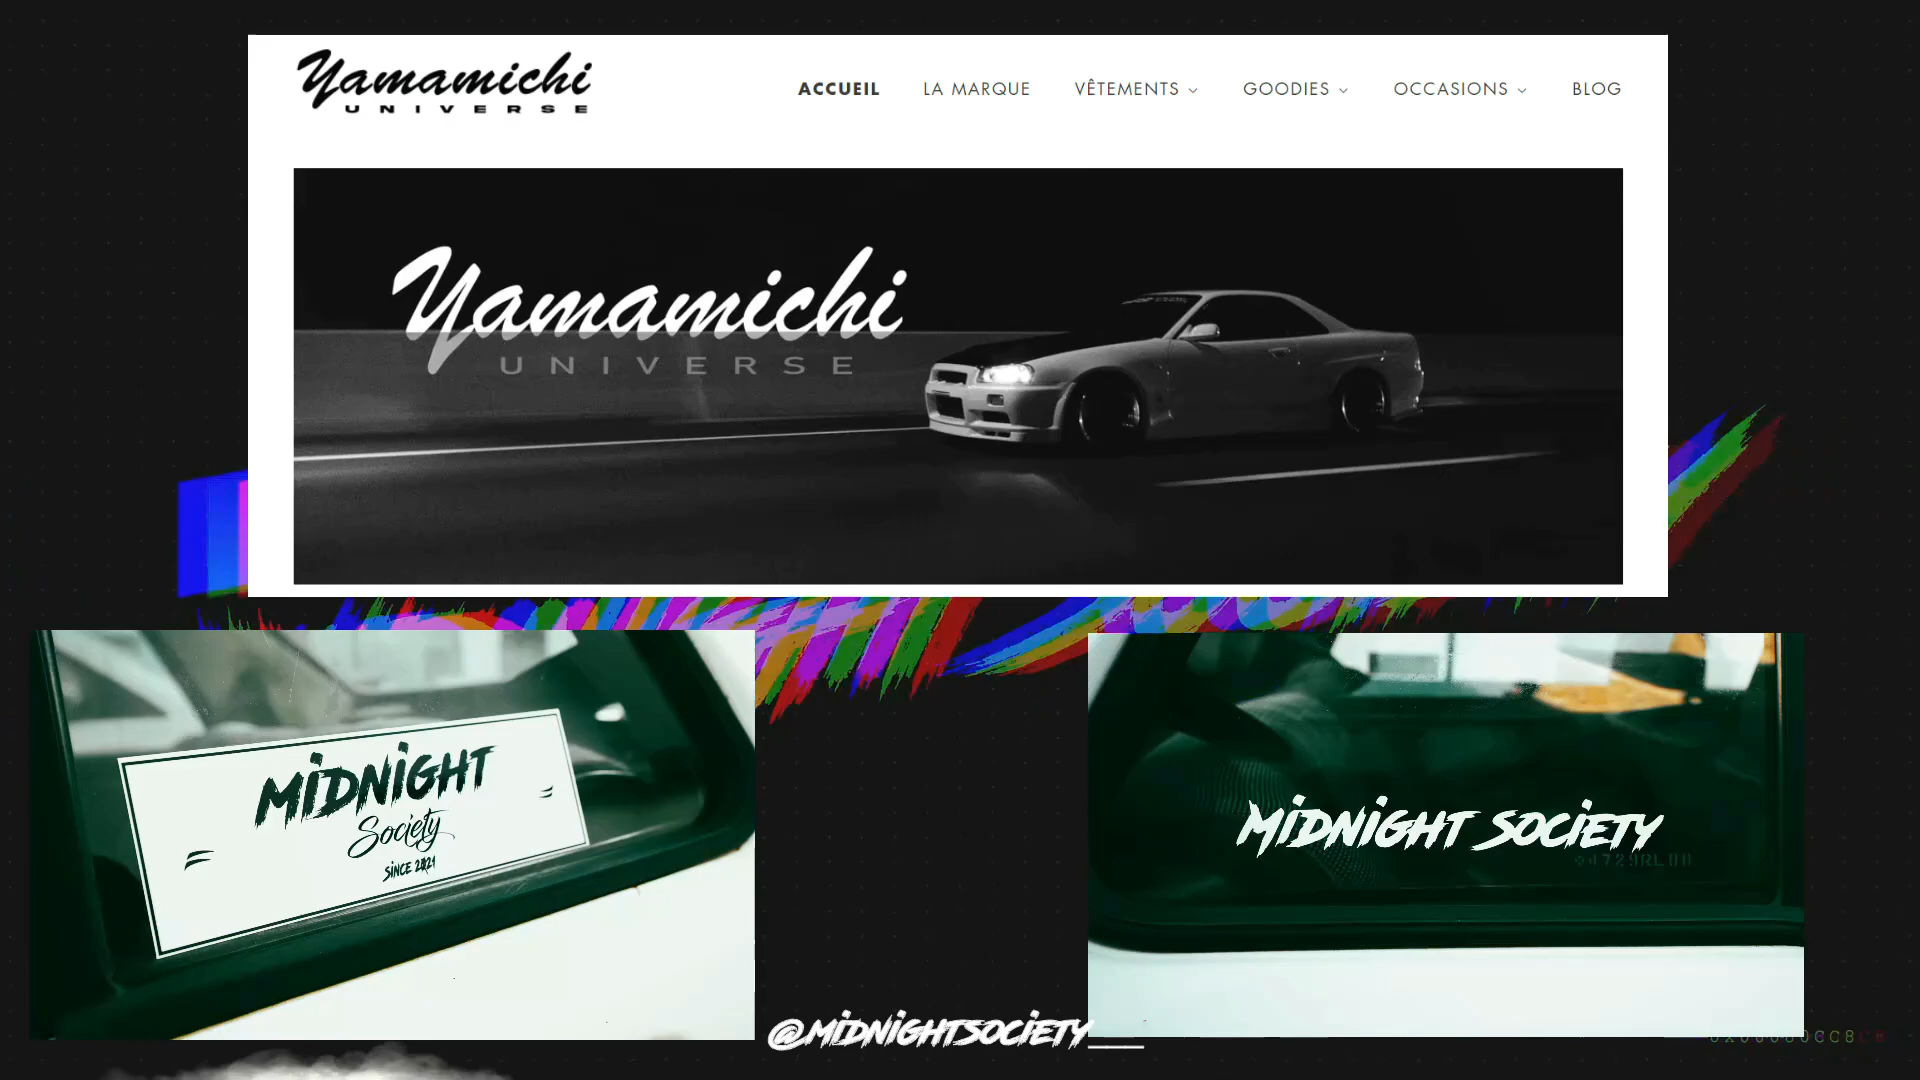 Yamamichi
UNIVERSE
ACCUEIL
LA MARQUE
VÊTEMENTS
GOODIES
OCCASIONS
BLOG
Yamamichi
UNIVERSE
MIDNIGHT
Society
SINCE 2021
MIDNIGHT SOCIETY
@MIDNIGHTSOCIETY___